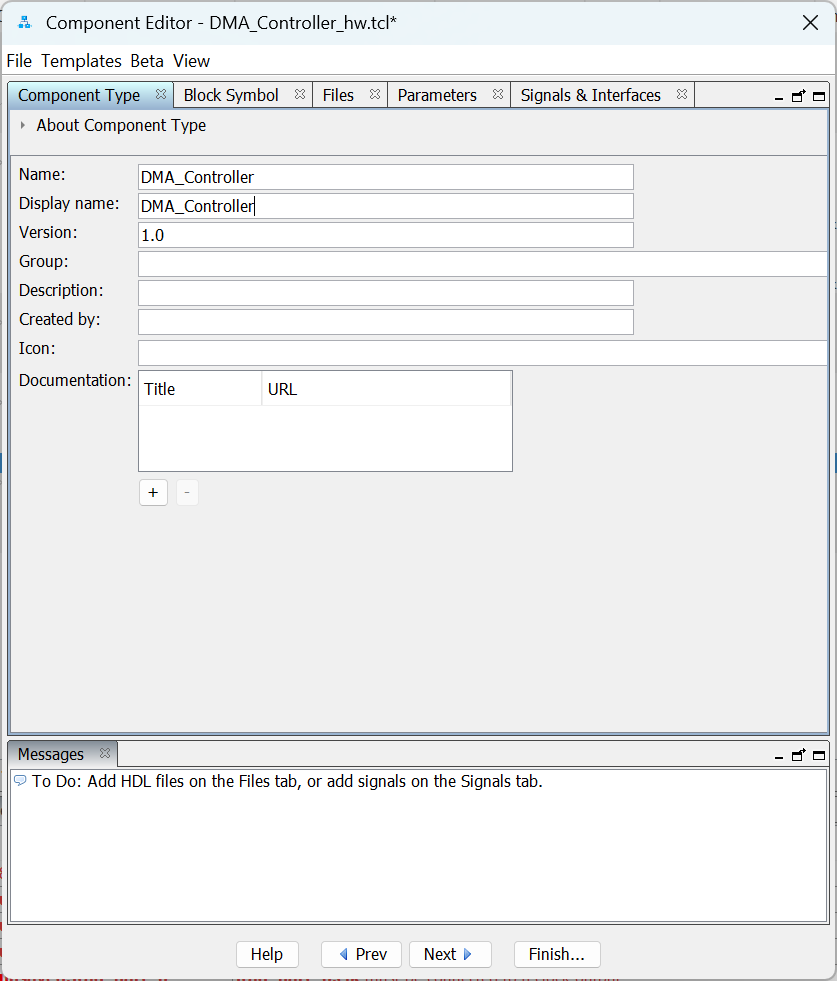 Component Editor - DMA_Controller_hw.tcl*
File Templates Beta View
Component Type Block Symbol Files Parameters Signals & Interfaces
About Component Type
Name: DMA_Controller
Display name: DMA_Controller
Version: 1.0
Group:
Description:
Created by:
Icon:
Documentation: Title URL
+ -
Messages
To Do: Add HDL files on the Files tab, or add signals on the Signals tab.
Help Prev Next Finish...